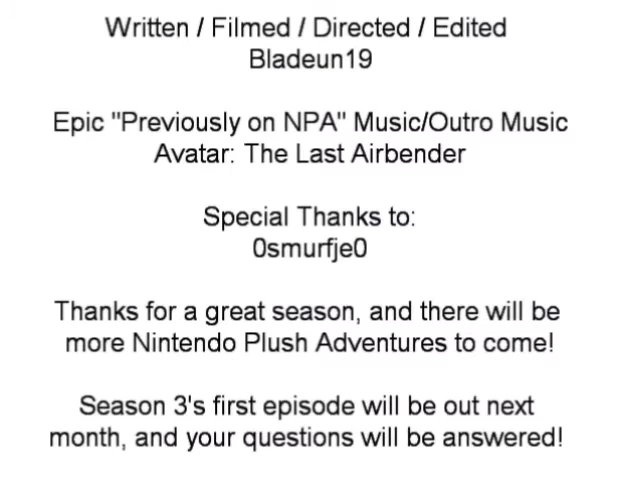 Written / Filmed / Directed / Edited
Bladeun19
Epic "Previously on NPA" Music/Outro Music
Avatar: The Last Airbender
Special Thanks to:
0smurfje0
Thanks for a great season, and there will be
more Nintendo Plush Adventures to come!
Season 3's first episode will be out next
month, and your questions will be answered!